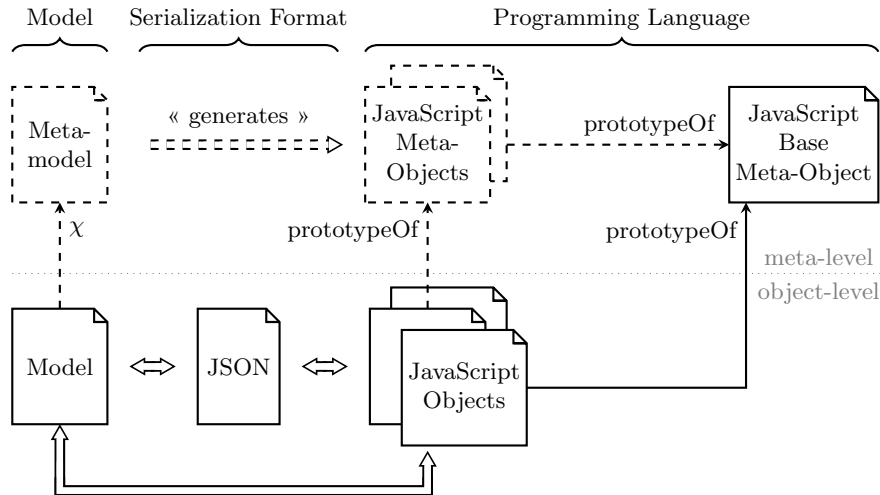 Model Serialization Format Programming Language
Meta-
model
« generates »
JavaScript
Meta-
Objects
prototypeOf
JavaScript
Base
Meta-Object
χ
prototypeOf
prototypeOf
meta-level
object-level
Model
JSON
JavaScript
Objects